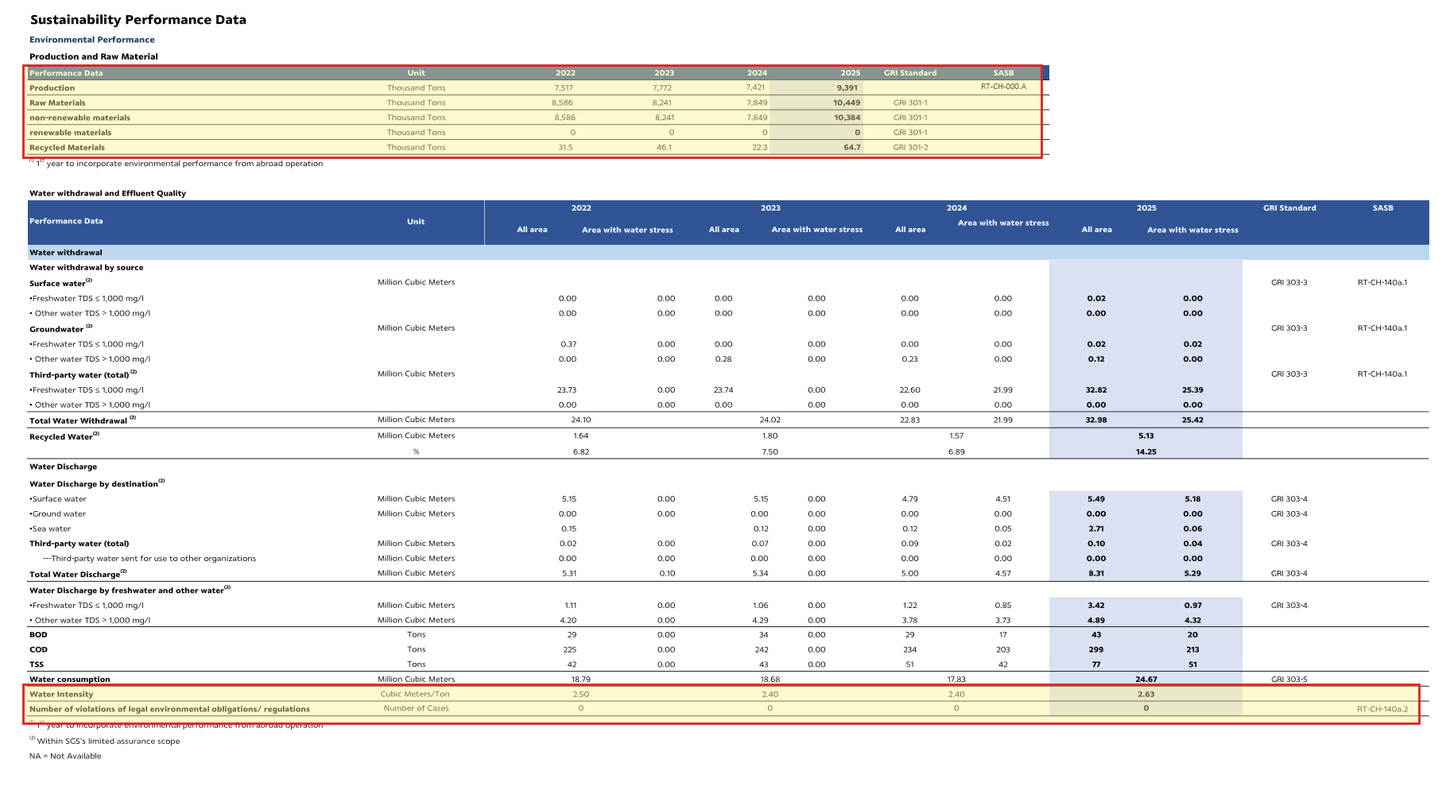 Sustainability Performance Data
Environmental Performance
Production and Raw Material
Performance Data Unit 2022 2023 2024 2025 GRI Standard SASB
Production Thousand Tons 7,517 7,772 7,421 9,391 RT-CH-000.A
Raw Materials Thousand Tons 8,586 8,241 7,849 10,449 GRI 301-1
non-renewable materials Thousand Tons 8,586 8,241 7,849 10,384 GRI 301-1
renewable materials Thousand Tons 0 0 0 0 GRI 301-1
Recycled Materials Thousand Tons 31.5 46.1 22.3 64.7 GRI 301-2
(1) 1st year to incorporate environmental performance from abroad operation
Water withdrawal and Effluent Quality
Performance Data Unit 2022 2023 2024 2025 GRI Standard SASB
All area Area with water stress All area Area with water stress All area Area with water stress All area Area with water stress
Water withdrawal
Water withdrawal by source
Surface water(2) Million Cubic Meters GRI 303-3 RT-CH-140a.1
•Freshwater TDS ≤ 1,000 mg/l 0.00 0.00 0.00 0.00 0.00 0.00 0.02 0.00
• Other water TDS > 1,000 mg/l 0.00 0.00 0.00 0.00 0.00 0.00 0.00 0.00
Groundwater (2) Million Cubic Meters GRI 303-3 RT-CH-140a.1
•Freshwater TDS ≤ 1,000 mg/l 0.37 0.00 0.00 0.00 0.00 0.00 0.02 0.02
• Other water TDS > 1,000 mg/l 0.00 0.00 0.28 0.00 0.23 0.00 0.12 0.00
Third-party water (total) (2) Million Cubic Meters GRI 303-3 RT-CH-140a.1
•Freshwater TDS ≤ 1,000 mg/l 23.73 0.00 23.74 0.00 22.60 21.99 32.82 25.39
• Other water TDS > 1,000 mg/l 0.00 0.00 0.00 0.00 0.00 0.00 0.00 0.00
Total Water Withdrawal (2) Million Cubic Meters 24.10 24.02 22.83 21.99 32.98 25.42
Recycled Water(2) Million Cubic Meters 1.64 1.80 1.57 5.13
% 6.82 7.50 6.89 14.25
Water Discharge
Water Discharge by destination(2)
•Surface water Million Cubic Meters 5.15 0.00 5.15 0.00 4.79 4.51 5.49 5.18 GRI 303-4
•Ground water Million Cubic Meters 0.00 0.00 0.00 0.00 0.00 0.00 0.00 0.00 GRI 303-4
•Sea water 0.15 0.12 0.00 0.12 0.05 2.71 0.06
Third-party water (total) Million Cubic Meters 0.02 0.00 0.07 0.00 0.09 0.02 0.10 0.04 GRI 303-4
---Third-party water sent for use to other organizations Million Cubic Meters 0.00 0.00 0.00 0.00 0.00 0.00 0.00 0.00
Total Water Discharge(2) Million Cubic Meters 5.31 0.10 5.34 0.00 5.00 4.57 8.31 5.29 GRI 303-4
Water Discharge by freshwater and other water(2)
•Freshwater TDS ≤ 1,000 mg/l Million Cubic Meters 1.11 0.00 1.06 0.00 1.22 0.85 3.42 0.97 GRI 303-4
• Other water TDS > 1,000 mg/l Million Cubic Meters 4.20 0.00 4.29 0.00 3.78 3.73 4.89 4.32
BOD Tons 29 0.00 34 0.00 29 17 43 20
COD Tons 225 0.00 242 0.00 234 203 299 213
TSS Tons 42 0.00 43 0.00 51 42 77 51
Water consumption Million Cubic Meters 18.79 18.68 17.83 24.67 GRI 303-5
Water Intensity Cubic Meters/Ton 2.50 2.40 2.40 2.63
Number of violations of legal environmental obligations/ regulations Number of Cases 0 0 0 0 RT-CH-140a.2
(1) 1st year to incorporate environmental performance from abroad operation
(2) Within SGS's limited assurance scope
NA = Not Available